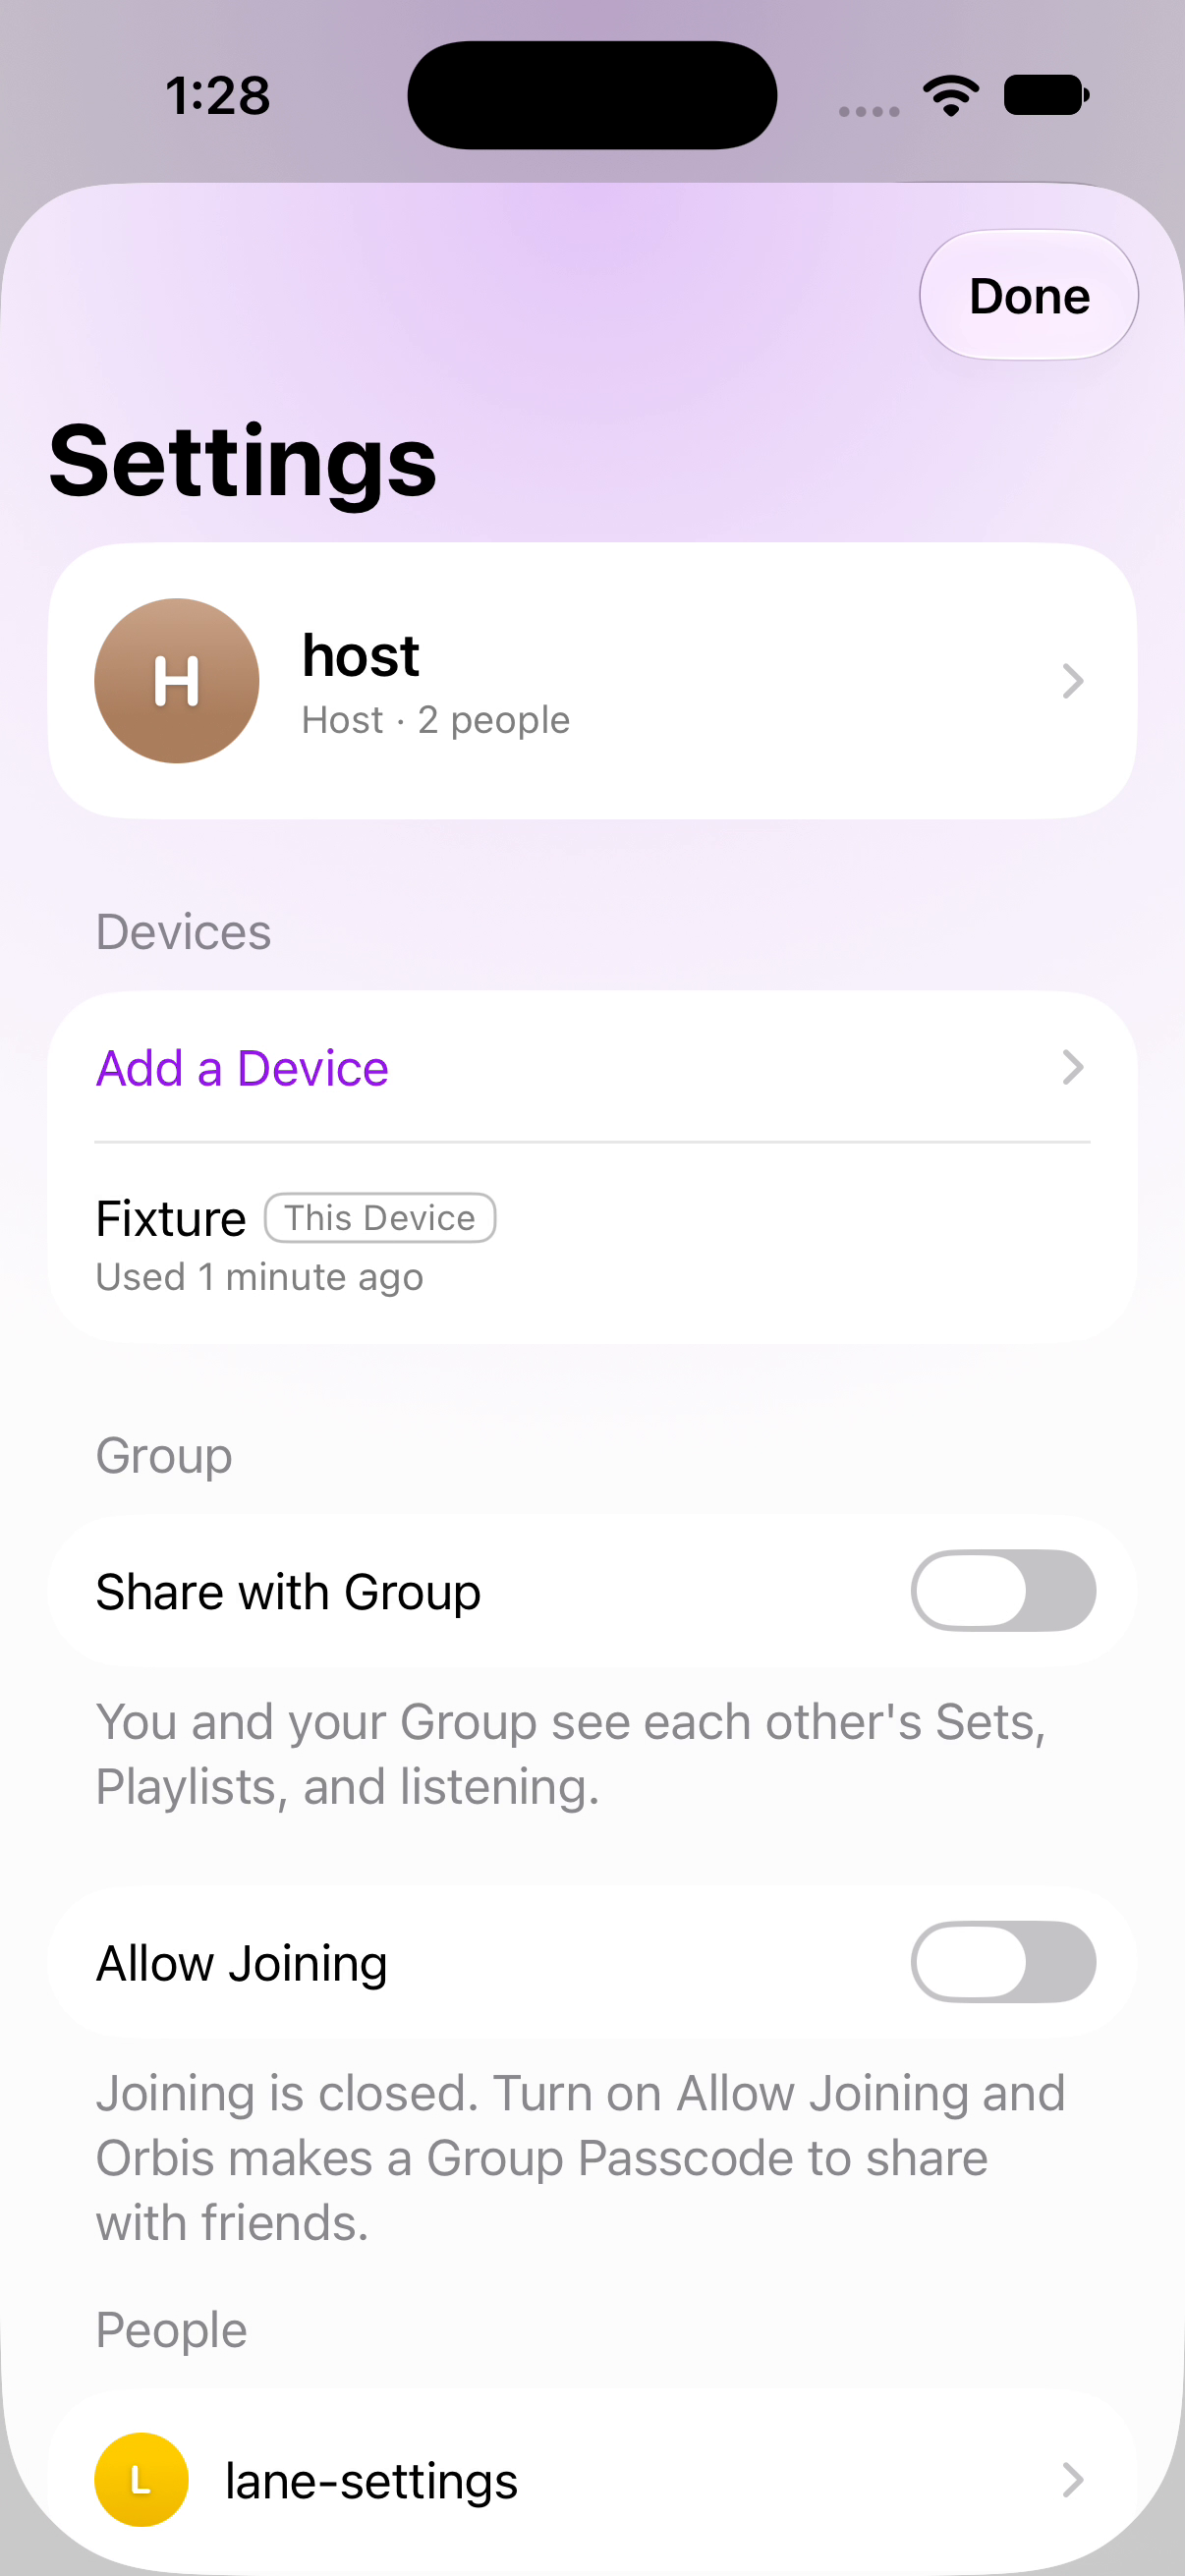 1:28
Done
Settings
H
host
Host · 2 people
Devices
Add a Device
Fixture This Device
Used 1 minute ago
Group
Share with Group
You and your Group see each other's Sets,
Playlists, and listening.
Allow Joining
Joining is closed. Turn on Allow Joining and
Orbis makes a Group Passcode to share
with friends.
People
L lane-settings